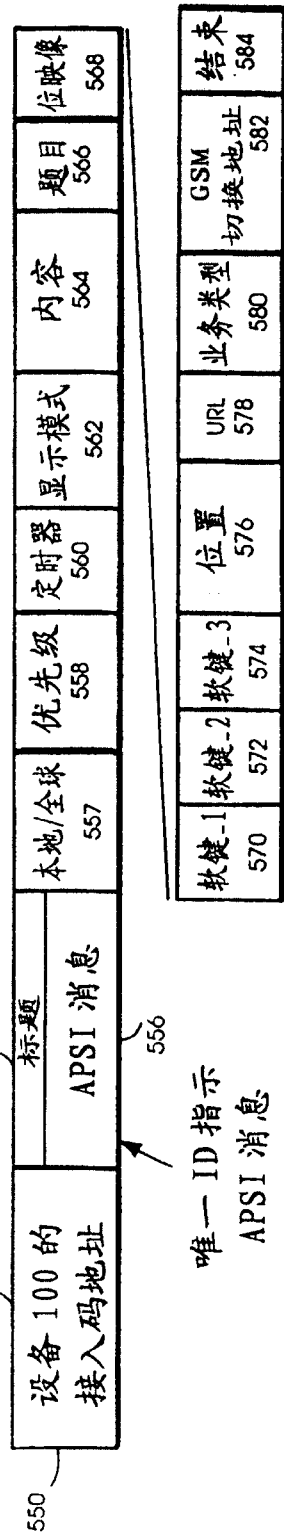 550
设备 100 的
接入码地址
标题
APSI 消息
556
唯一 ID 指示
APSI 消息
本地/全球
557
优先级
558
定时器
560
显示模式
562
内容
564
题目
566
位映像
568
软键_1
570
软键_2
572
软键_3
574
位置
576
URL
578
业务类型
580
GSM
切换地址
582
结束
584